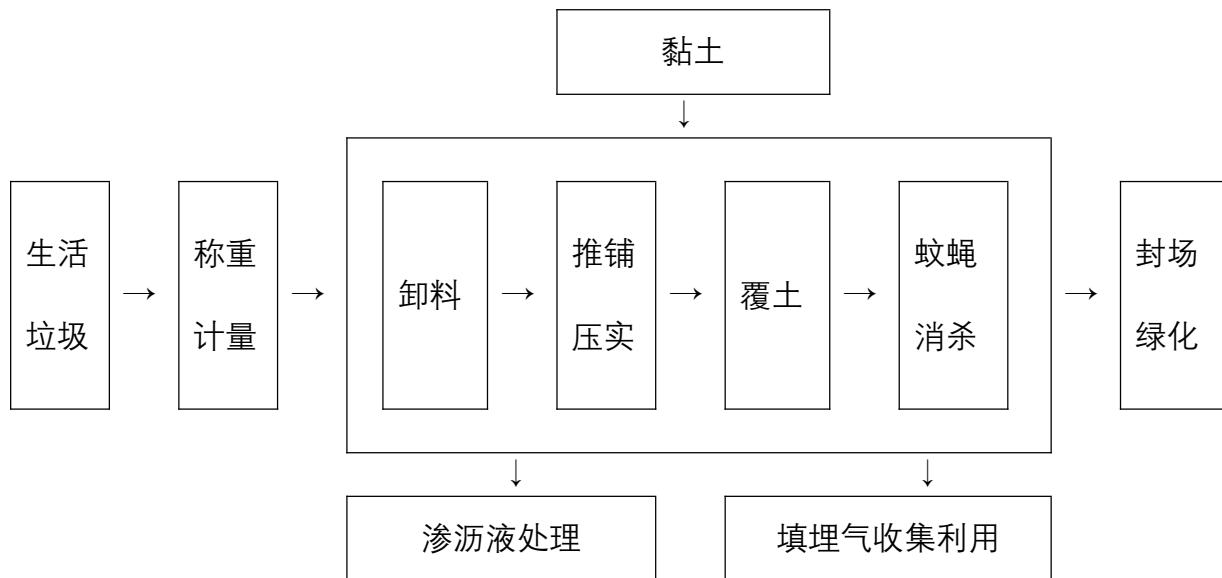 黏土
↓
生活
垃圾
→
称重
计量
→
卸料
→
推铺
压实
→
覆土
→
蚊蝇
消杀
→
封场
绿化
↓
↓
渗沥液处理
填埋气收集利用